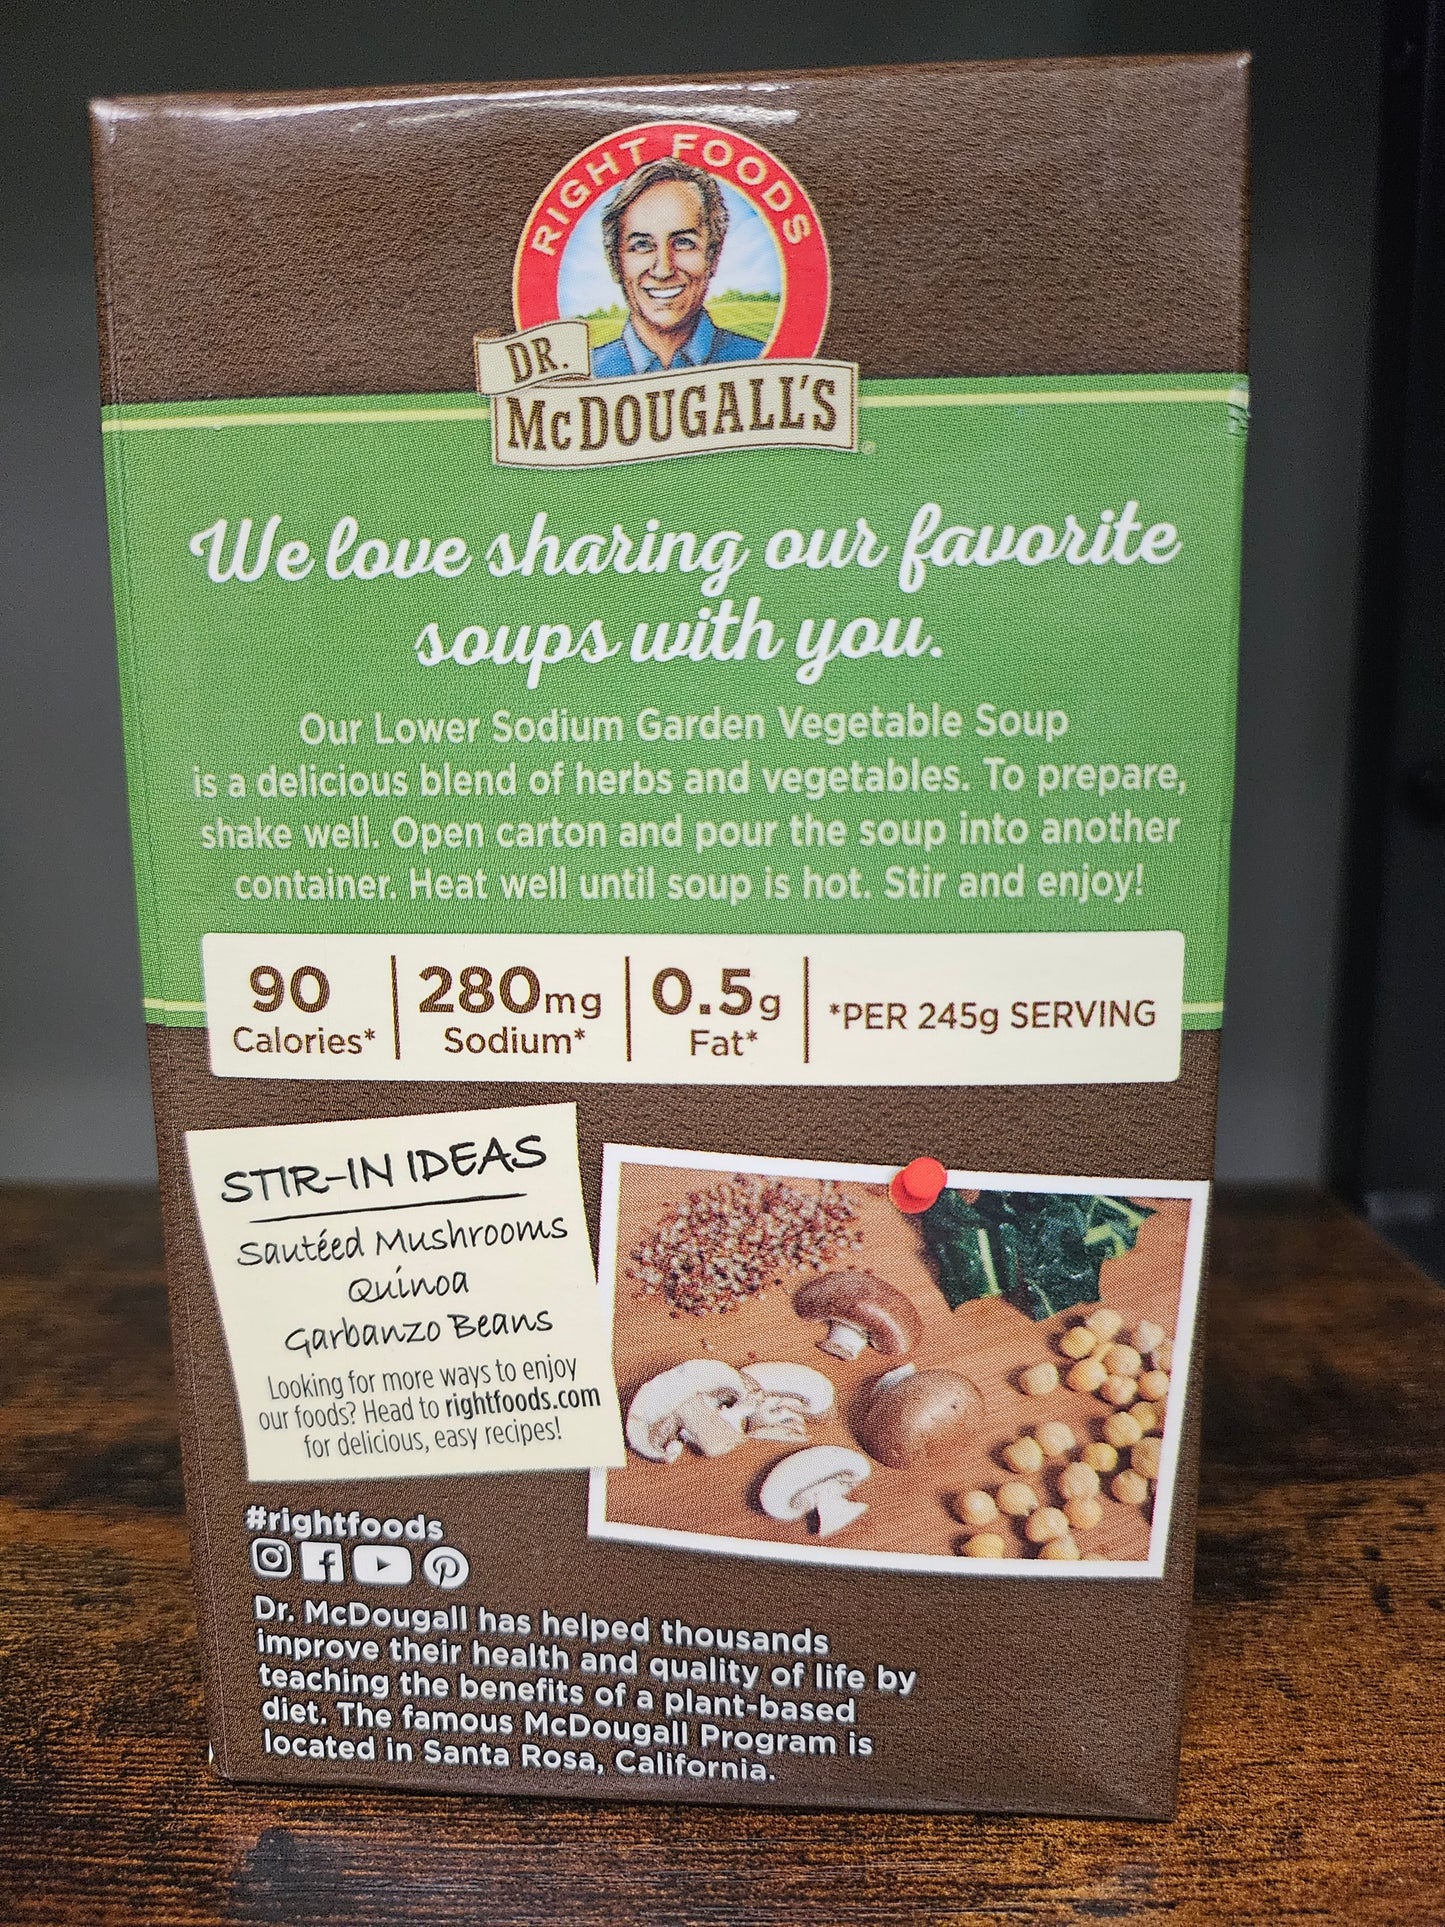 RIGHT FOODS
DR.
McDOUGALL'S®
We love sharing our favorite
soups with you.
Our Lower Sodium Garden Vegetable Soup
is a delicious blend of herbs and vegetables. To prepare,
shake well. Open carton and pour the soup into another
container. Heat well until soup is hot. Stir and enjoy!
90 280mg 0.5g *PER 245g SERVING
Calories* Sodium* Fat*
STIR-IN IDEAS
Sautéed Mushrooms
Quinoa
Garbanzo Beans
Looking for more ways to enjoy
our foods? Head to rightfoods.com
for delicious, easy recipes!
#rightfoods
Dr. McDougall has helped thousands
improve their health and quality of life by
teaching the benefits of a plant-based
diet. The famous McDougall Program is
located in Santa Rosa, California.